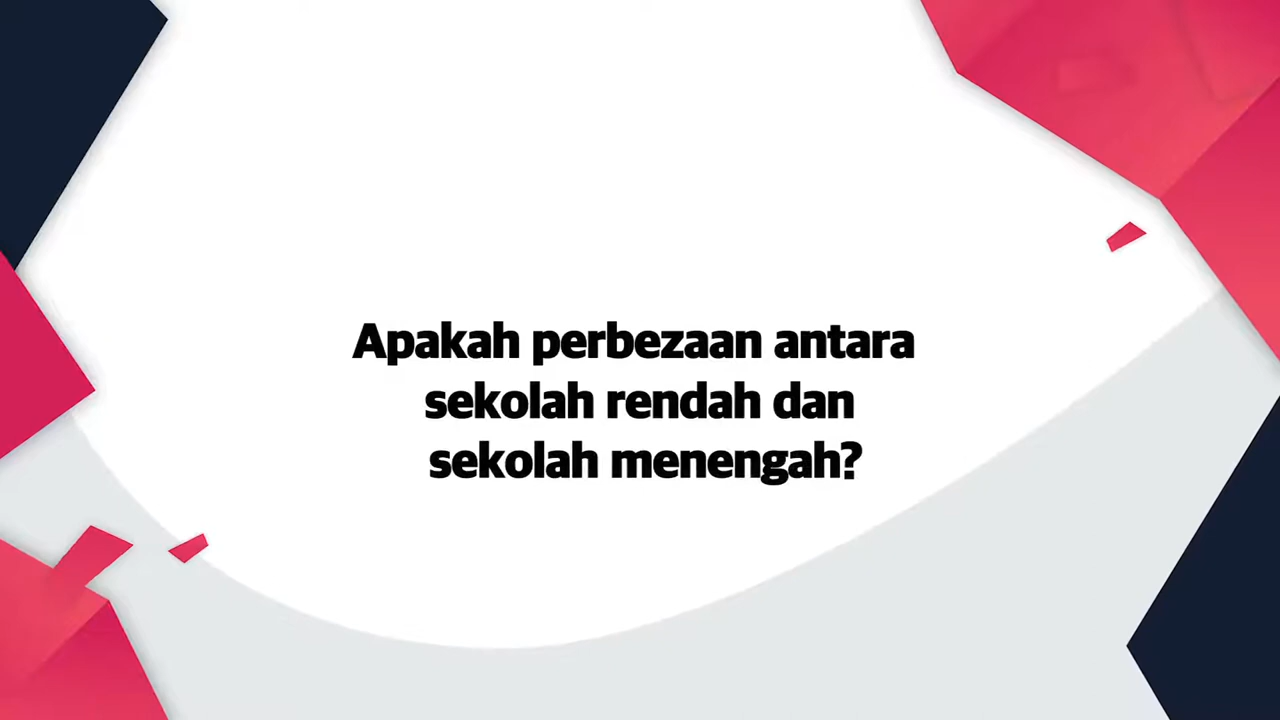 Apakah perbezaan antara
sekolah rendah dan
sekolah menengah?